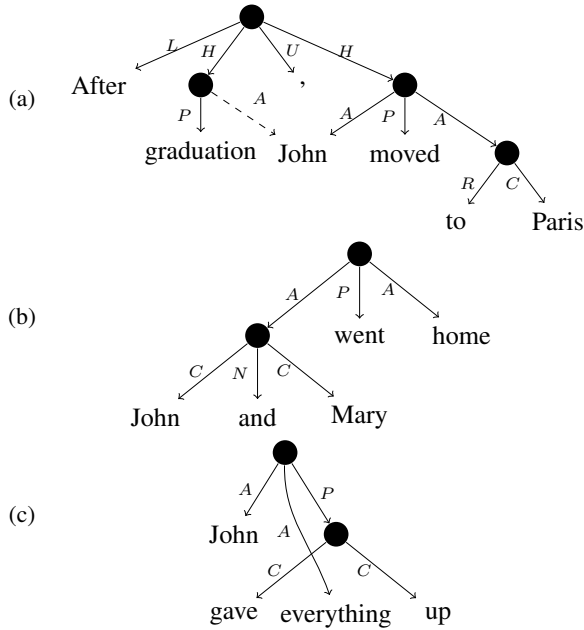 L H U H
After ,
(a)
P A A P A
graduation John moved
R C
to Paris
A P A
(b)
went home
C N C
John and Mary
A P
(c)
John A
C C
gave everything up